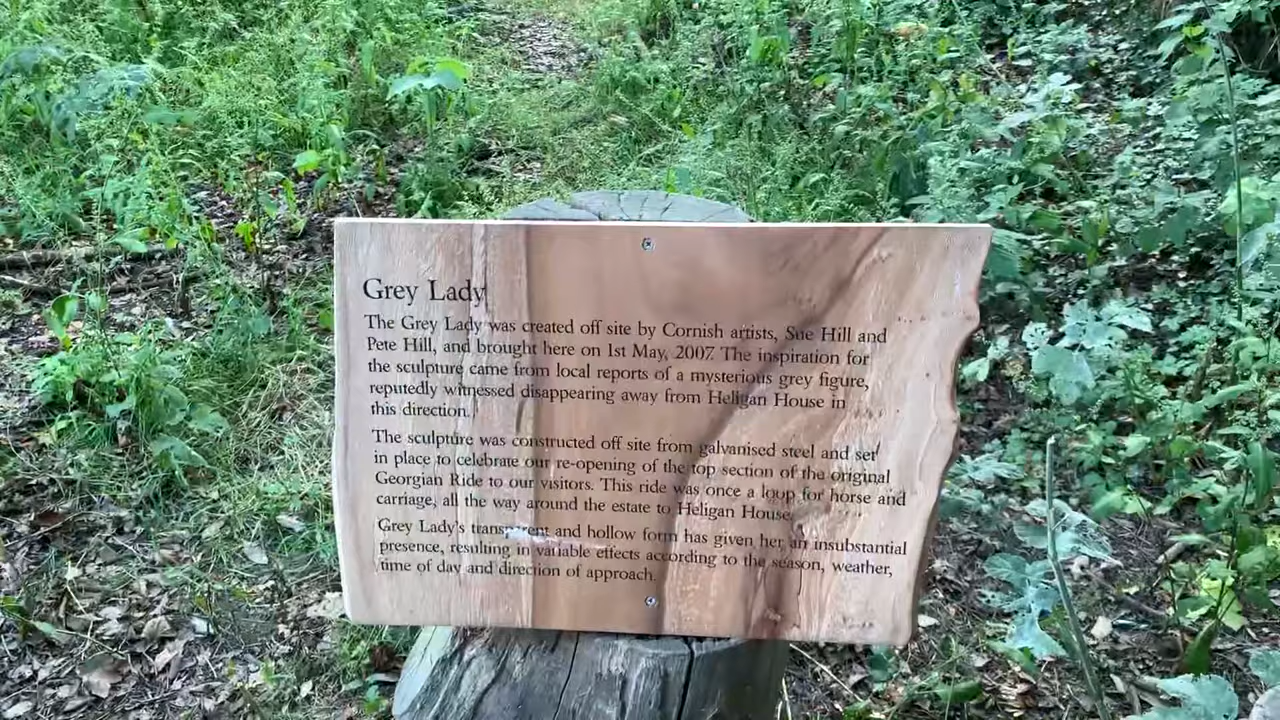 Grey Lady
The Grey Lady was created off site by Cornish artists, Sue Hill and
Pete Hill, and brought here on 1st May, 2007. The inspiration for
the sculpture came from local reports of a mysterious grey figure,
reputedly witnessed disappearing away from Heligan House in
this direction.
The sculpture was constructed off site from galvanised steel and set
in place to celebrate our re-opening of the top section of the original
Georgian Ride to our visitors. This ride was once a loop for horse and
carriage, all the way around the estate to Heligan House.
Grey Lady's transparent and hollow form has given her an insubstantial
presence, resulting in variable effects according to the season, weather,
time of day and direction of approach.